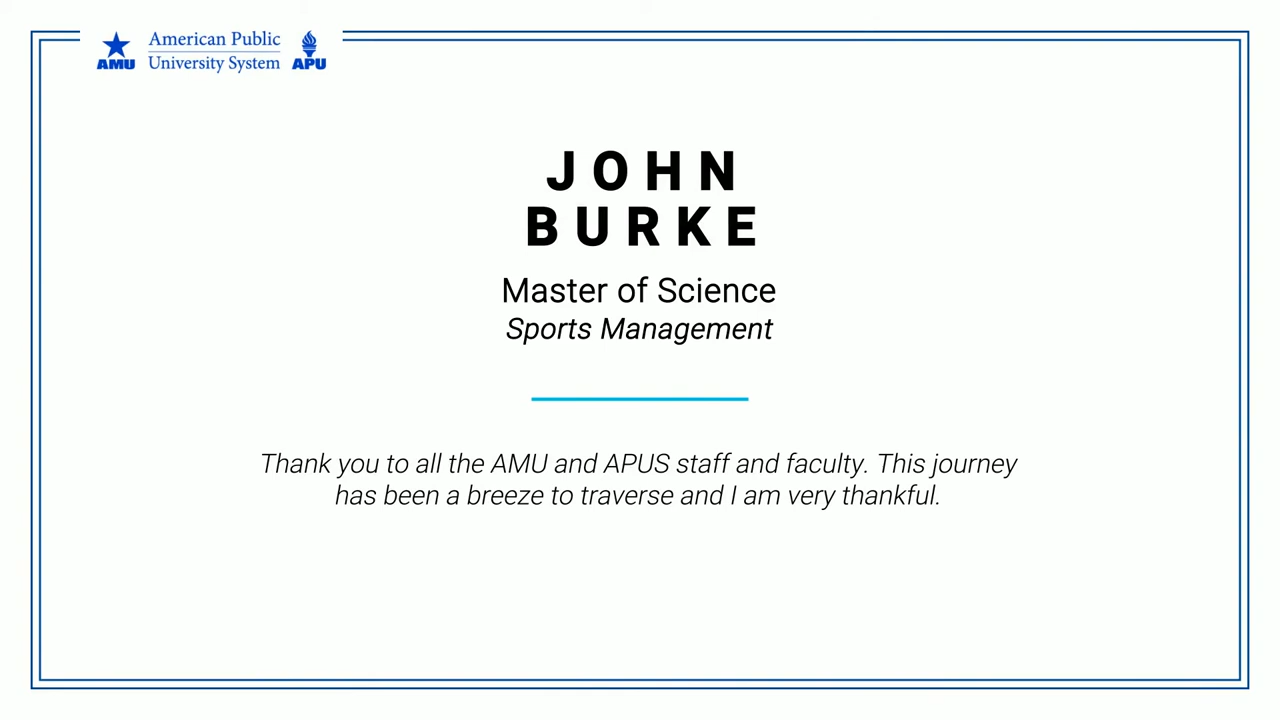 AMU
American Public
University System
APU
JOHN
BURKE
Master of Science
Sports Management
Thank you to all the AMU and APUS staff and faculty. This journey
has been a breeze to traverse and I am very thankful.